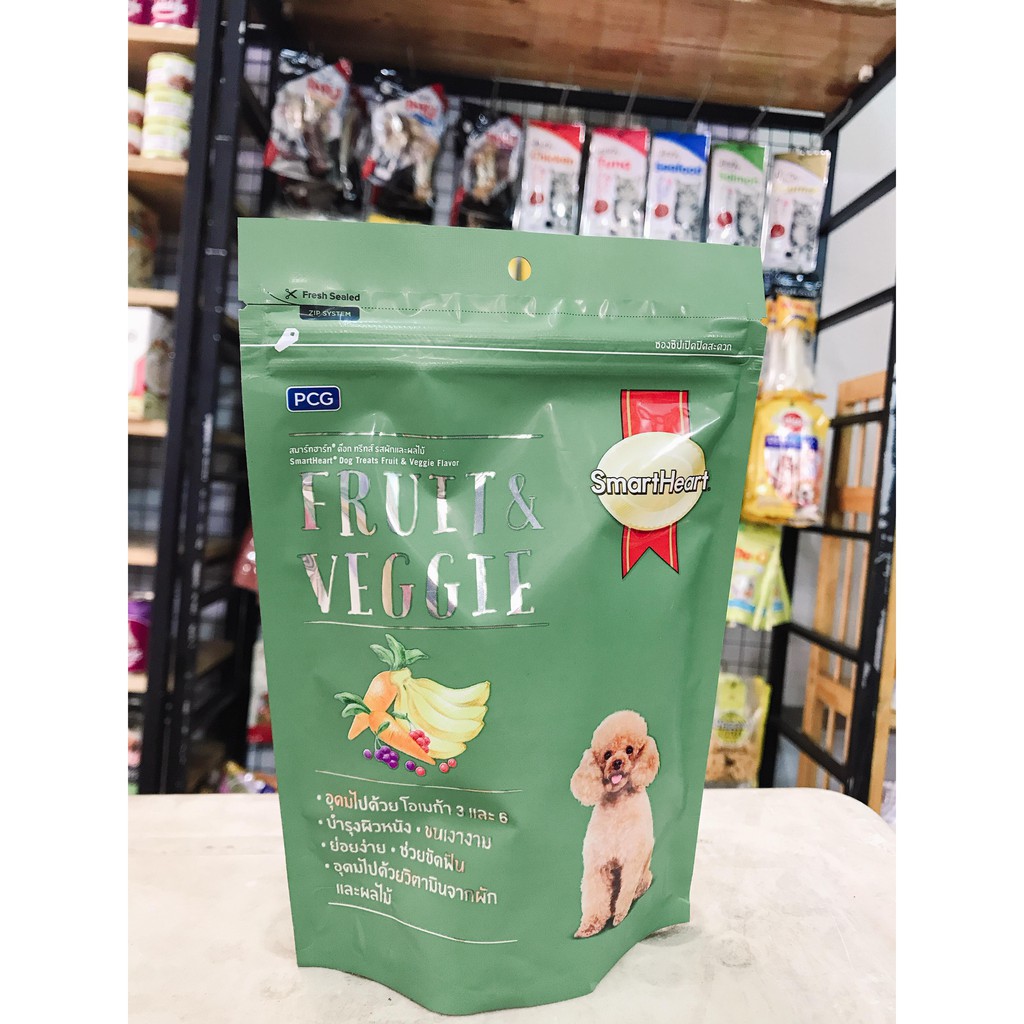 Fresh Sealed
ZIP SYSTEM
ซองซิปเปิดปิดสะดวก
PCG
สมาร์ทฮาร์ท® ด็อก ทรีทส์ รสผักและผลไม้
SmartHeart® Dog Treats Fruit & Veggie Flavor
FRUIT &
VEGGIE
SmartHeart®
• อุดมไปด้วยโอเมก้า 3 และ 6
• บำรุงผิวหนัง • ขนเงางาม
• ย่อยง่าย • ช่วยขัดฟัน
• อุดมไปด้วยวิตามินจากผัก
และผลไม้
Chicken
Tuna
Seafood
Salmon